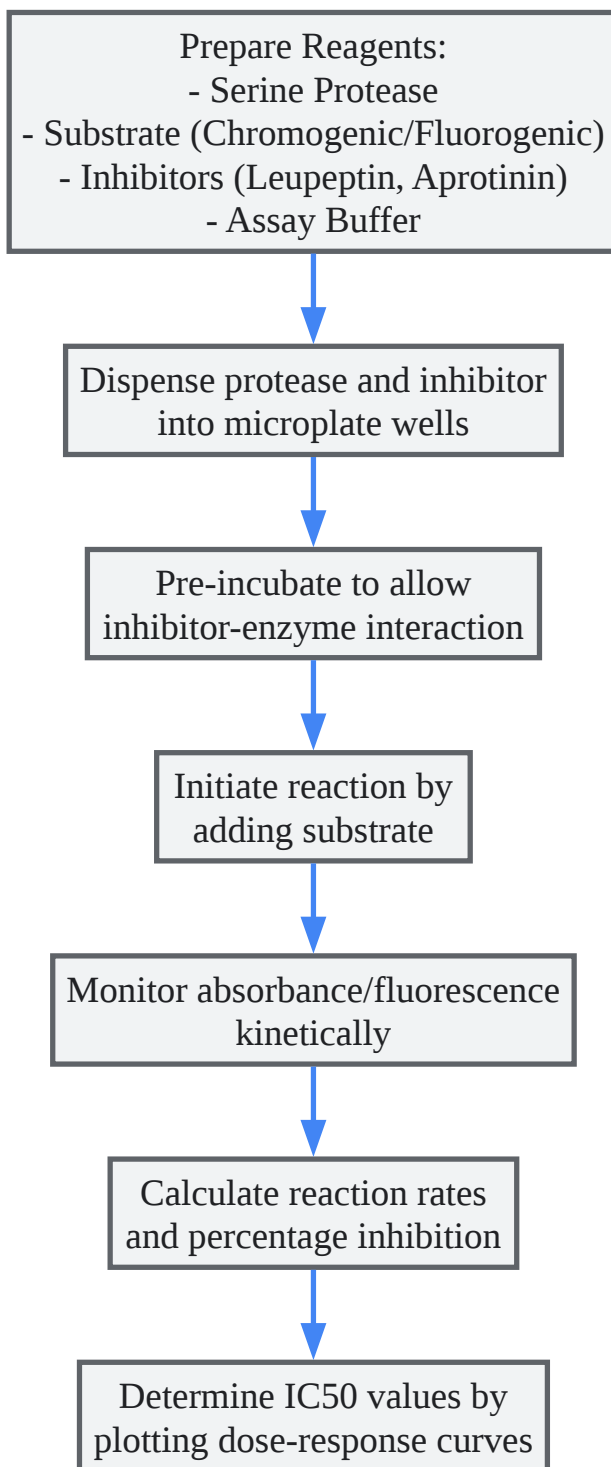 Prepare Reagents:
- Serine Protease
- Substrate (Chromogenic/Fluorogenic)
- Inhibitors (Leupeptin, Aprotinin)
- Assay Buffer
Dispense protease and inhibitor
into microplate wells
Pre-incubate to allow
inhibitor-enzyme interaction
Initiate reaction by
adding substrate
Monitor absorbance/fluorescence
kinetically
Calculate reaction rates
and percentage inhibition
Determine IC50 values by
plotting dose-response curves